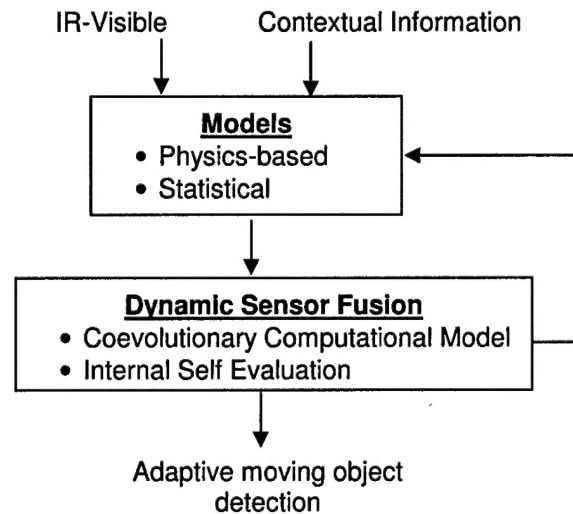 IR-Visible
Contextual Information
Models
• Physics-based
• Statistical
Dynamic Sensor Fusion
• Coevolutionary Computational Model
• Internal Self Evaluation
Adaptive moving object
detection